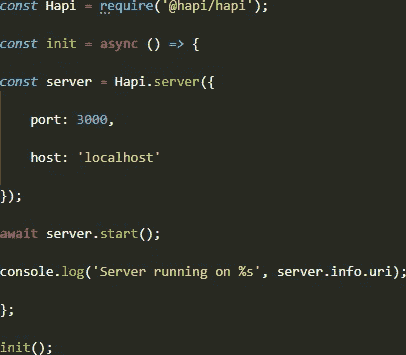 const Hapi = require('@hapi/hapi');
const init = async () => {
const server = Hapi.server({
port: 3000,
host: 'localhost'
});
await server.start();
console.log('Server running on %s', server.info.uri);
};
init();